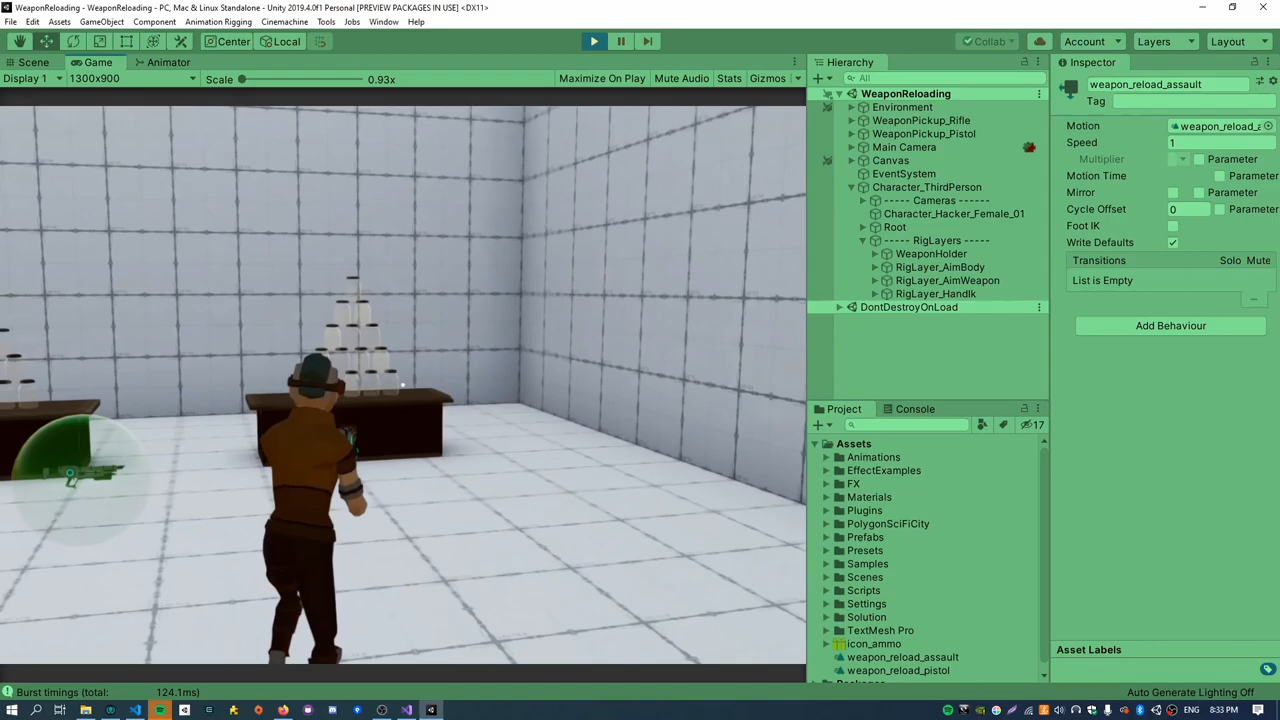 WeaponReloading - WeaponReloading - PC, Mac & Linux Standalone - Unity 2019.4.0f1 Personal [PREVIEW PACKAGES IN USE] <DX11>
File Edit Assets GameObject Component Animation Rigging Cinemachine Tools Jobs Window Help
Center Local Collab Account Layers Layout
Scene Game Animator
Display 1 1300x900 Scale 0.93x Maximize On Play Mute Audio Stats Gizmos
Hierarchy
All
WeaponReloading
Environment
WeaponPickup_Rifle
WeaponPickup_Pistol
Main Camera
Canvas
EventSystem
Character_ThirdPerson
----- Cameras ------
Character_Hacker_Female_01
Root
----- RigLayers -----
WeaponHolder
RigLayer_AimBody
RigLayer_AimWeapon
RigLayer_HandIk
DontDestroyOnLoad
Project Console
17
Assets
Animations
EffectExamples
FX
Materials
Plugins
PolygonSciFiCity
Prefabs
Presets
Samples
Scenes
Scripts
Settings
Solution
TextMesh Pro
icon_ammo
weapon_reload_assault
weapon_reload_pistol
Inspector
weapon_reload_assault
Tag
Motion weapon_reload_a
Speed 1
Multiplier Parameter
Motion Time Parameter
Mirror Parameter
Cycle Offset 0 Parameter
Foot IK
Write Defaults
Transitions Solo Mute
List is Empty
Add Behaviour
Asset Labels
Burst timings (total: 124.1ms)
Auto Generate Lighting Off
ENG 8:33 PM